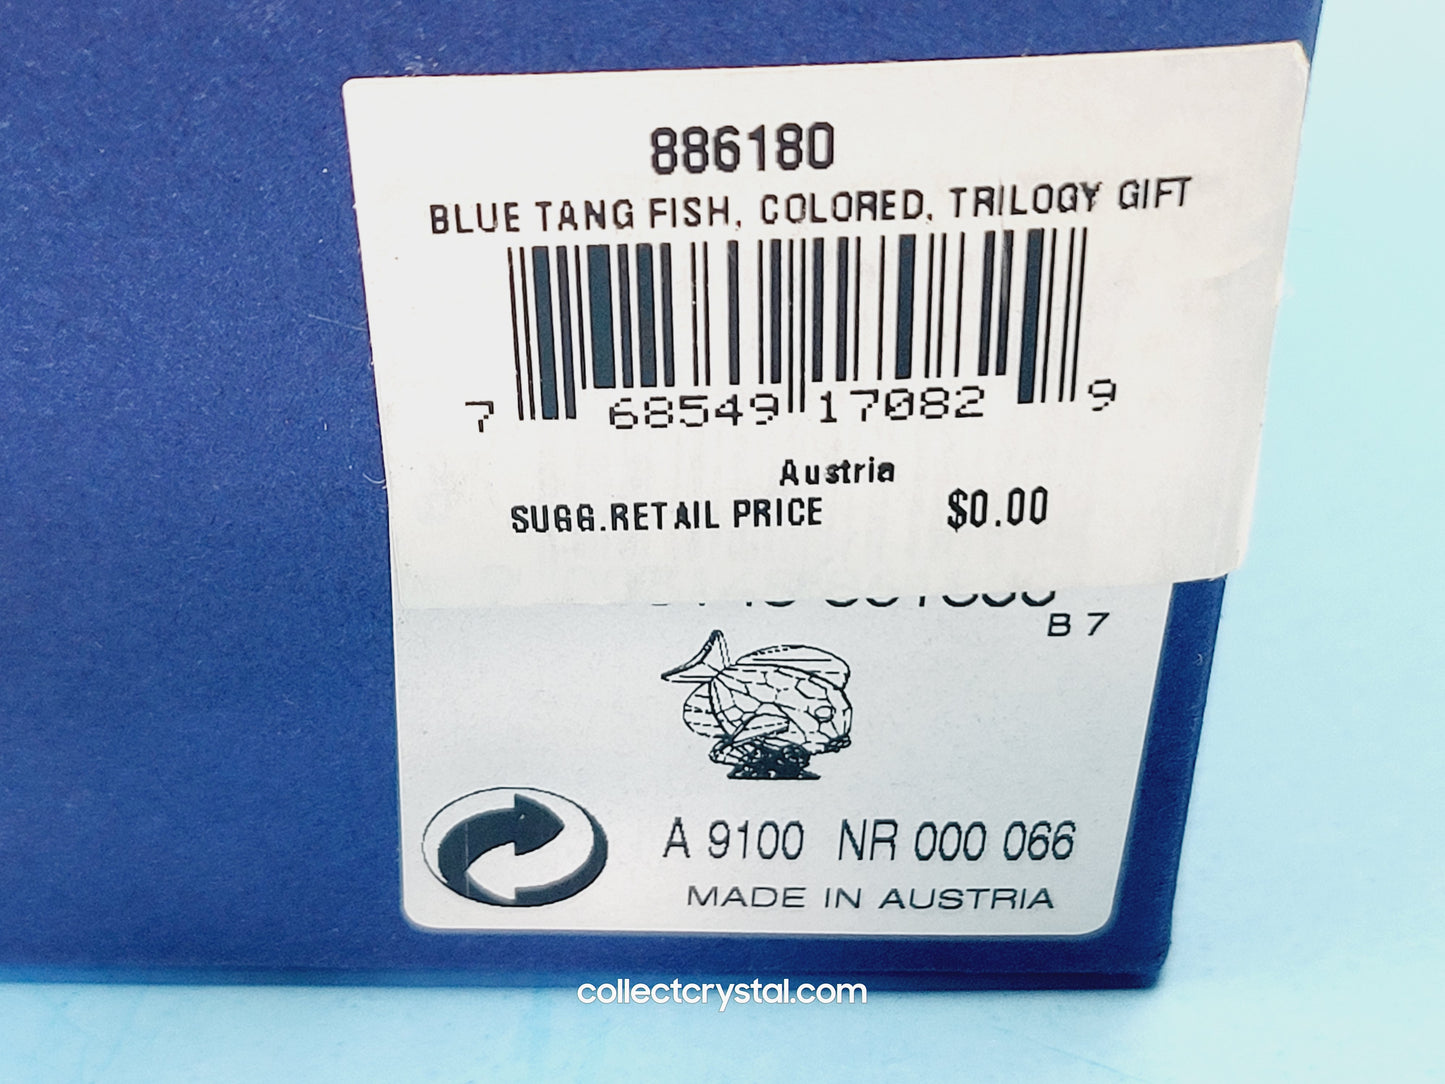 886180
BLUE TANG FISH, COLORED, TRILOGY GIFT
7 68549 17082 9
Austria
SUGG.RETAIL PRICE $0.00
B 7
A 9100 NR 000 066
MADE IN AUSTRIA
collectcrystal.com